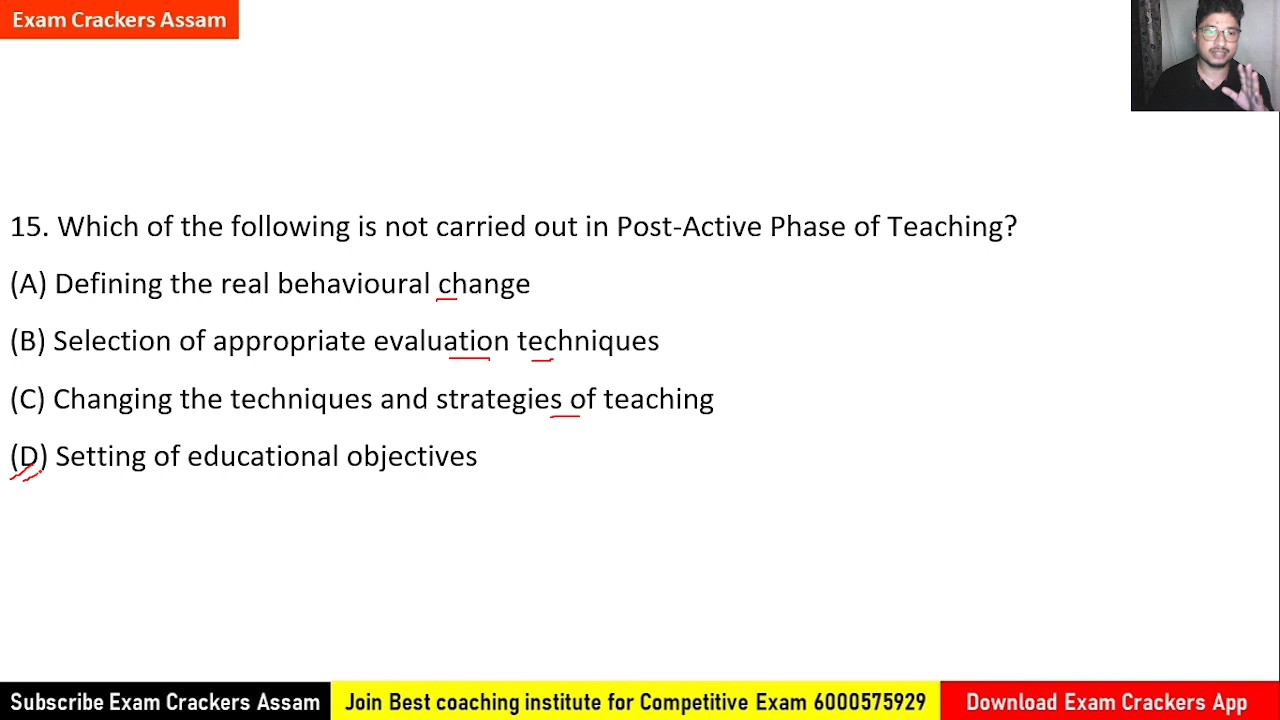 Exam Crackers Assam
15. Which of the following is not carried out in Post-Active Phase of Teaching?
(A) Defining the real behavioural change
(B) Selection of appropriate evaluation techniques
(C) Changing the techniques and strategies of teaching
(D) Setting of educational objectives
Subscribe Exam Crackers Assam Join Best coaching institute for Competitive Exam 6000575929 Download Exam Crackers App